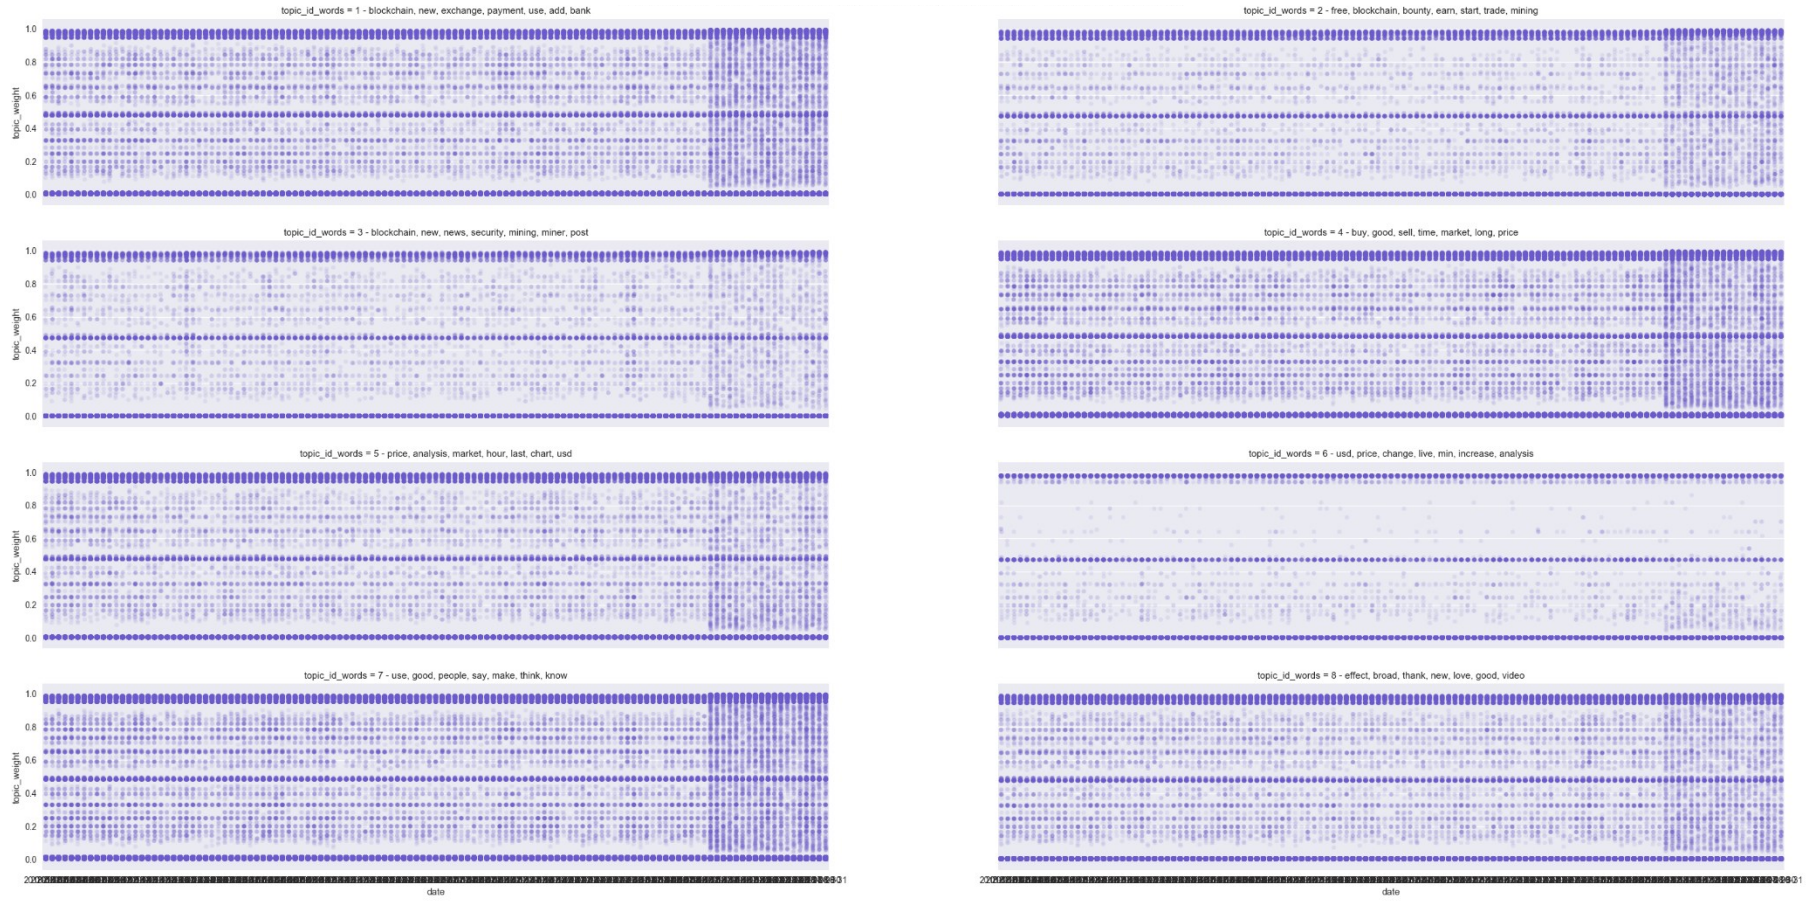 topic_id_words = 1 - blockchain, new, exchange, payment, use, add, bank
topic_id_words = 2 - free, blockchain, bounty, earn, start, trade, mining
1.0
0.8
0.6
0.4
0.2
0.0
topic_weight
topic_id_words = 3 - blockchain, new, news, security, mining, miner, post
topic_id_words = 4 - buy, good, sell, time, market, long, price
1.0
0.8
0.6
0.4
0.2
0.0
topic_weight
topic_id_words = 5 - price, analysis, market, hour, last, chart, usd
topic_id_words = 6 - usd, price, change, live, min, increase, analysis
1.0
0.8
0.6
0.4
0.2
0.0
topic_weight
topic_id_words = 7 - use, good, people, say, make, think, know
topic_id_words = 8 - effect, broad, thank, new, love, good, video
1.0
0.8
0.6
0.4
0.2
0.0
topic_weight
date
date